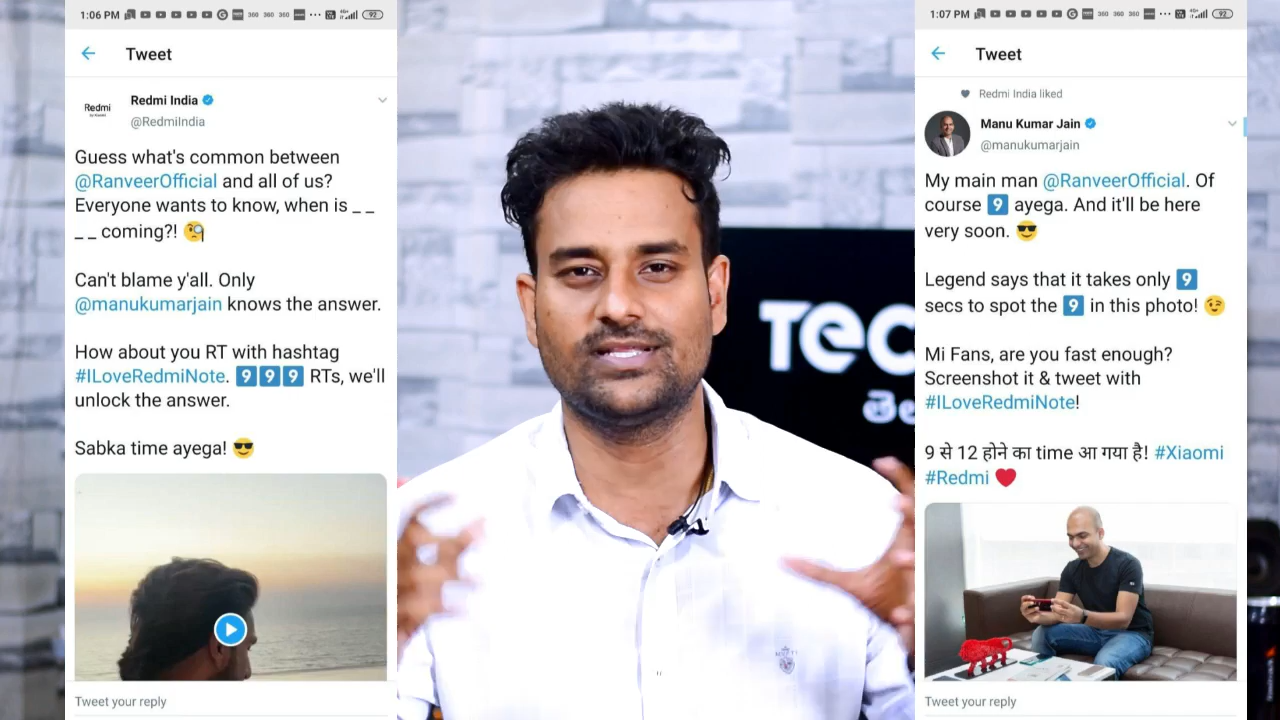 1:06 PM
92
Tweet
Redmi
Redmi India
@RedmiIndia
Guess what's common between
@RanveerOfficial and all of us?
Everyone wants to know, when is _ _
_ _ coming?! 🧐
Can't blame y'all. Only
@manukumarjain knows the answer.
How about you RT with hashtag
#ILoveRedmiNote. 9️⃣9️⃣9️⃣ RTs, we'll
unlock the answer.
Sabka time ayega! 😎
Tweet your reply
TEC
తెల
1:07 PM
92
Tweet
Redmi India liked
Manu Kumar Jain
@manukumarjain
My main man @RanveerOfficial. Of
course 9️⃣ ayega. And it'll be here
very soon. 😎
Legend says that it takes only 9️⃣
secs to spot the 9️⃣ in this photo! 😉
Mi Fans, are you fast enough?
Screenshot it & tweet with
#ILoveRedmiNote!
9 से 12 होने का time आ गया है! #Xiaomi
#Redmi ❤️
Tweet your reply